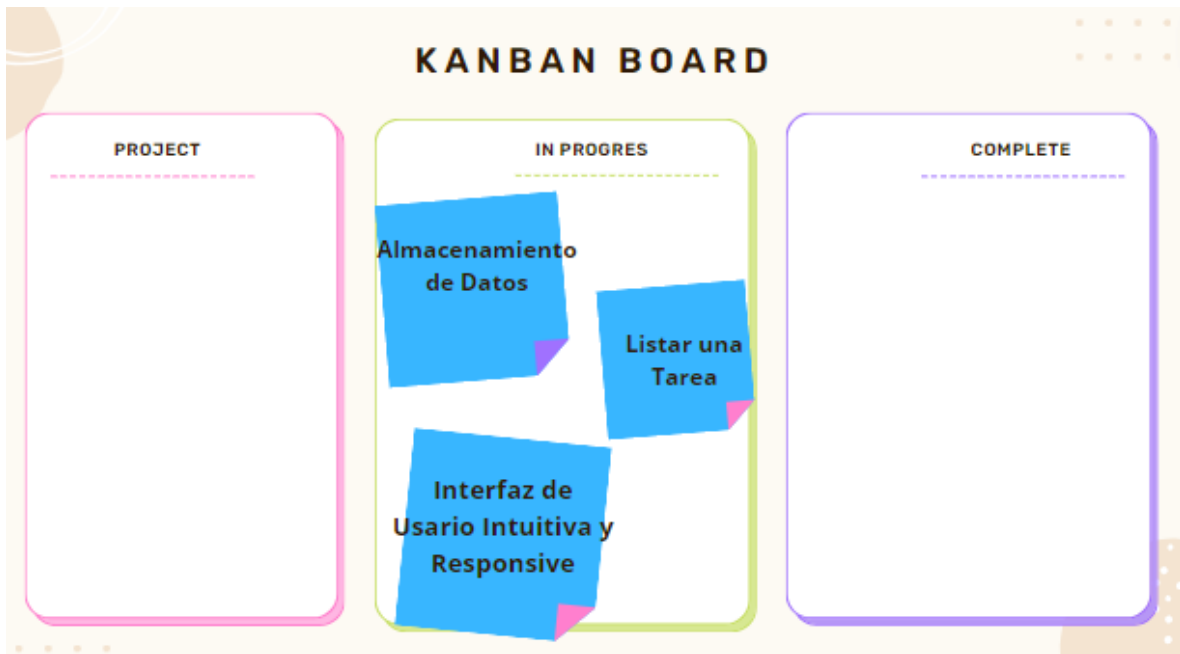 KANBAN BOARD
PROJECT
IN PROGRES
COMPLETE
Almacenamiento
de Datos
Listar una
Tarea
Interfaz de
Usario Intuitiva y
Responsive